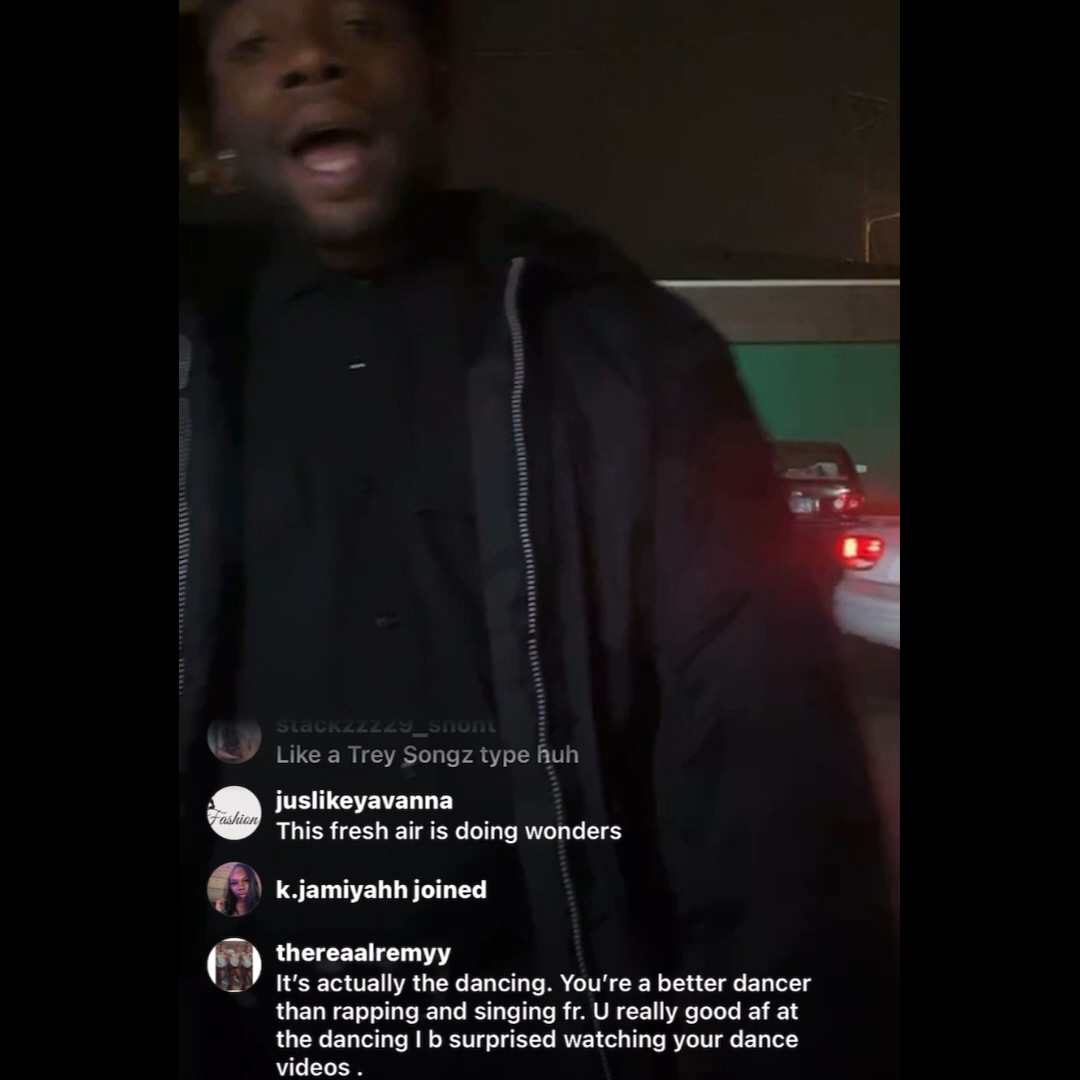 stackzzz29_shont
Like a Trey Songz type huh
juslikeyavanna
Fashion
This fresh air is doing wonders
k.jamiyahh joined
thereaalremyy
It’s actually the dancing. You’re a better dancer
than rapping and singing fr. U really good af at
the dancing I b surprised watching your dance
videos .